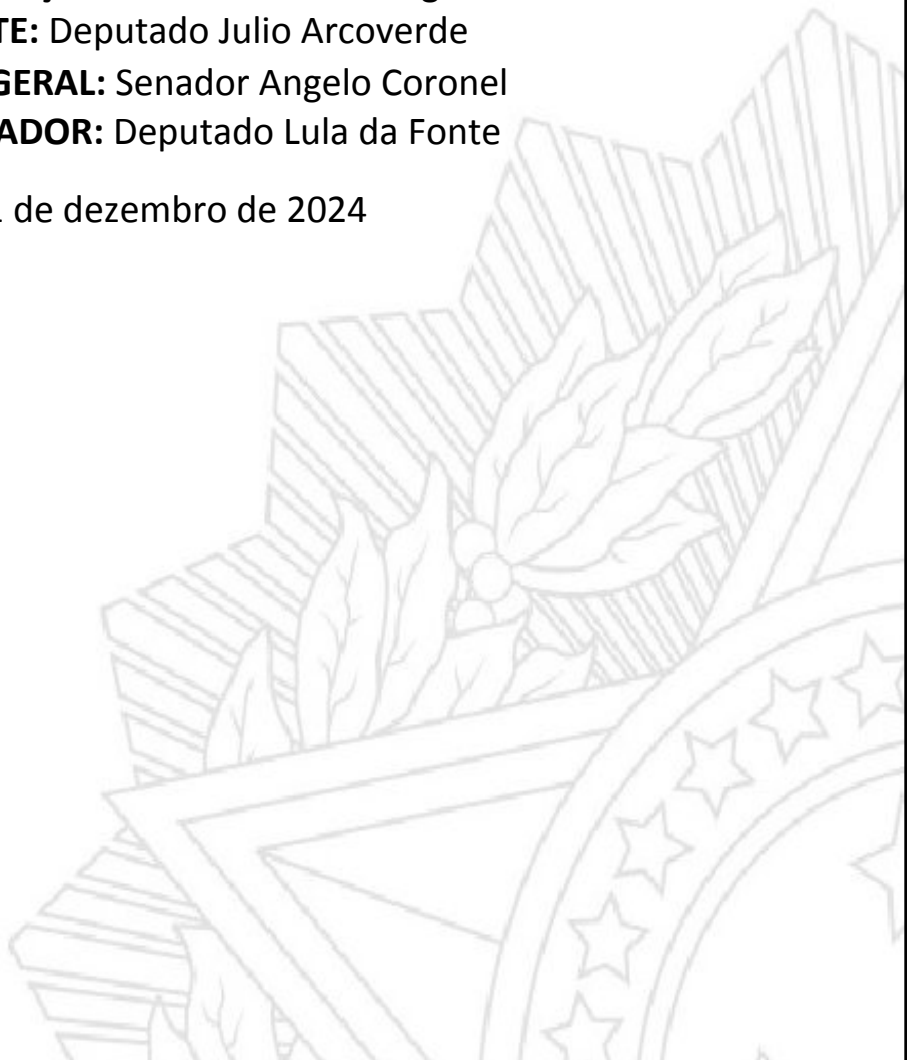 TE: Deputado Julio Arcoverde
GERAL: Senador Angelo Coronel
ADOR: Deputado Lula da Fonte
de dezembro de 2024